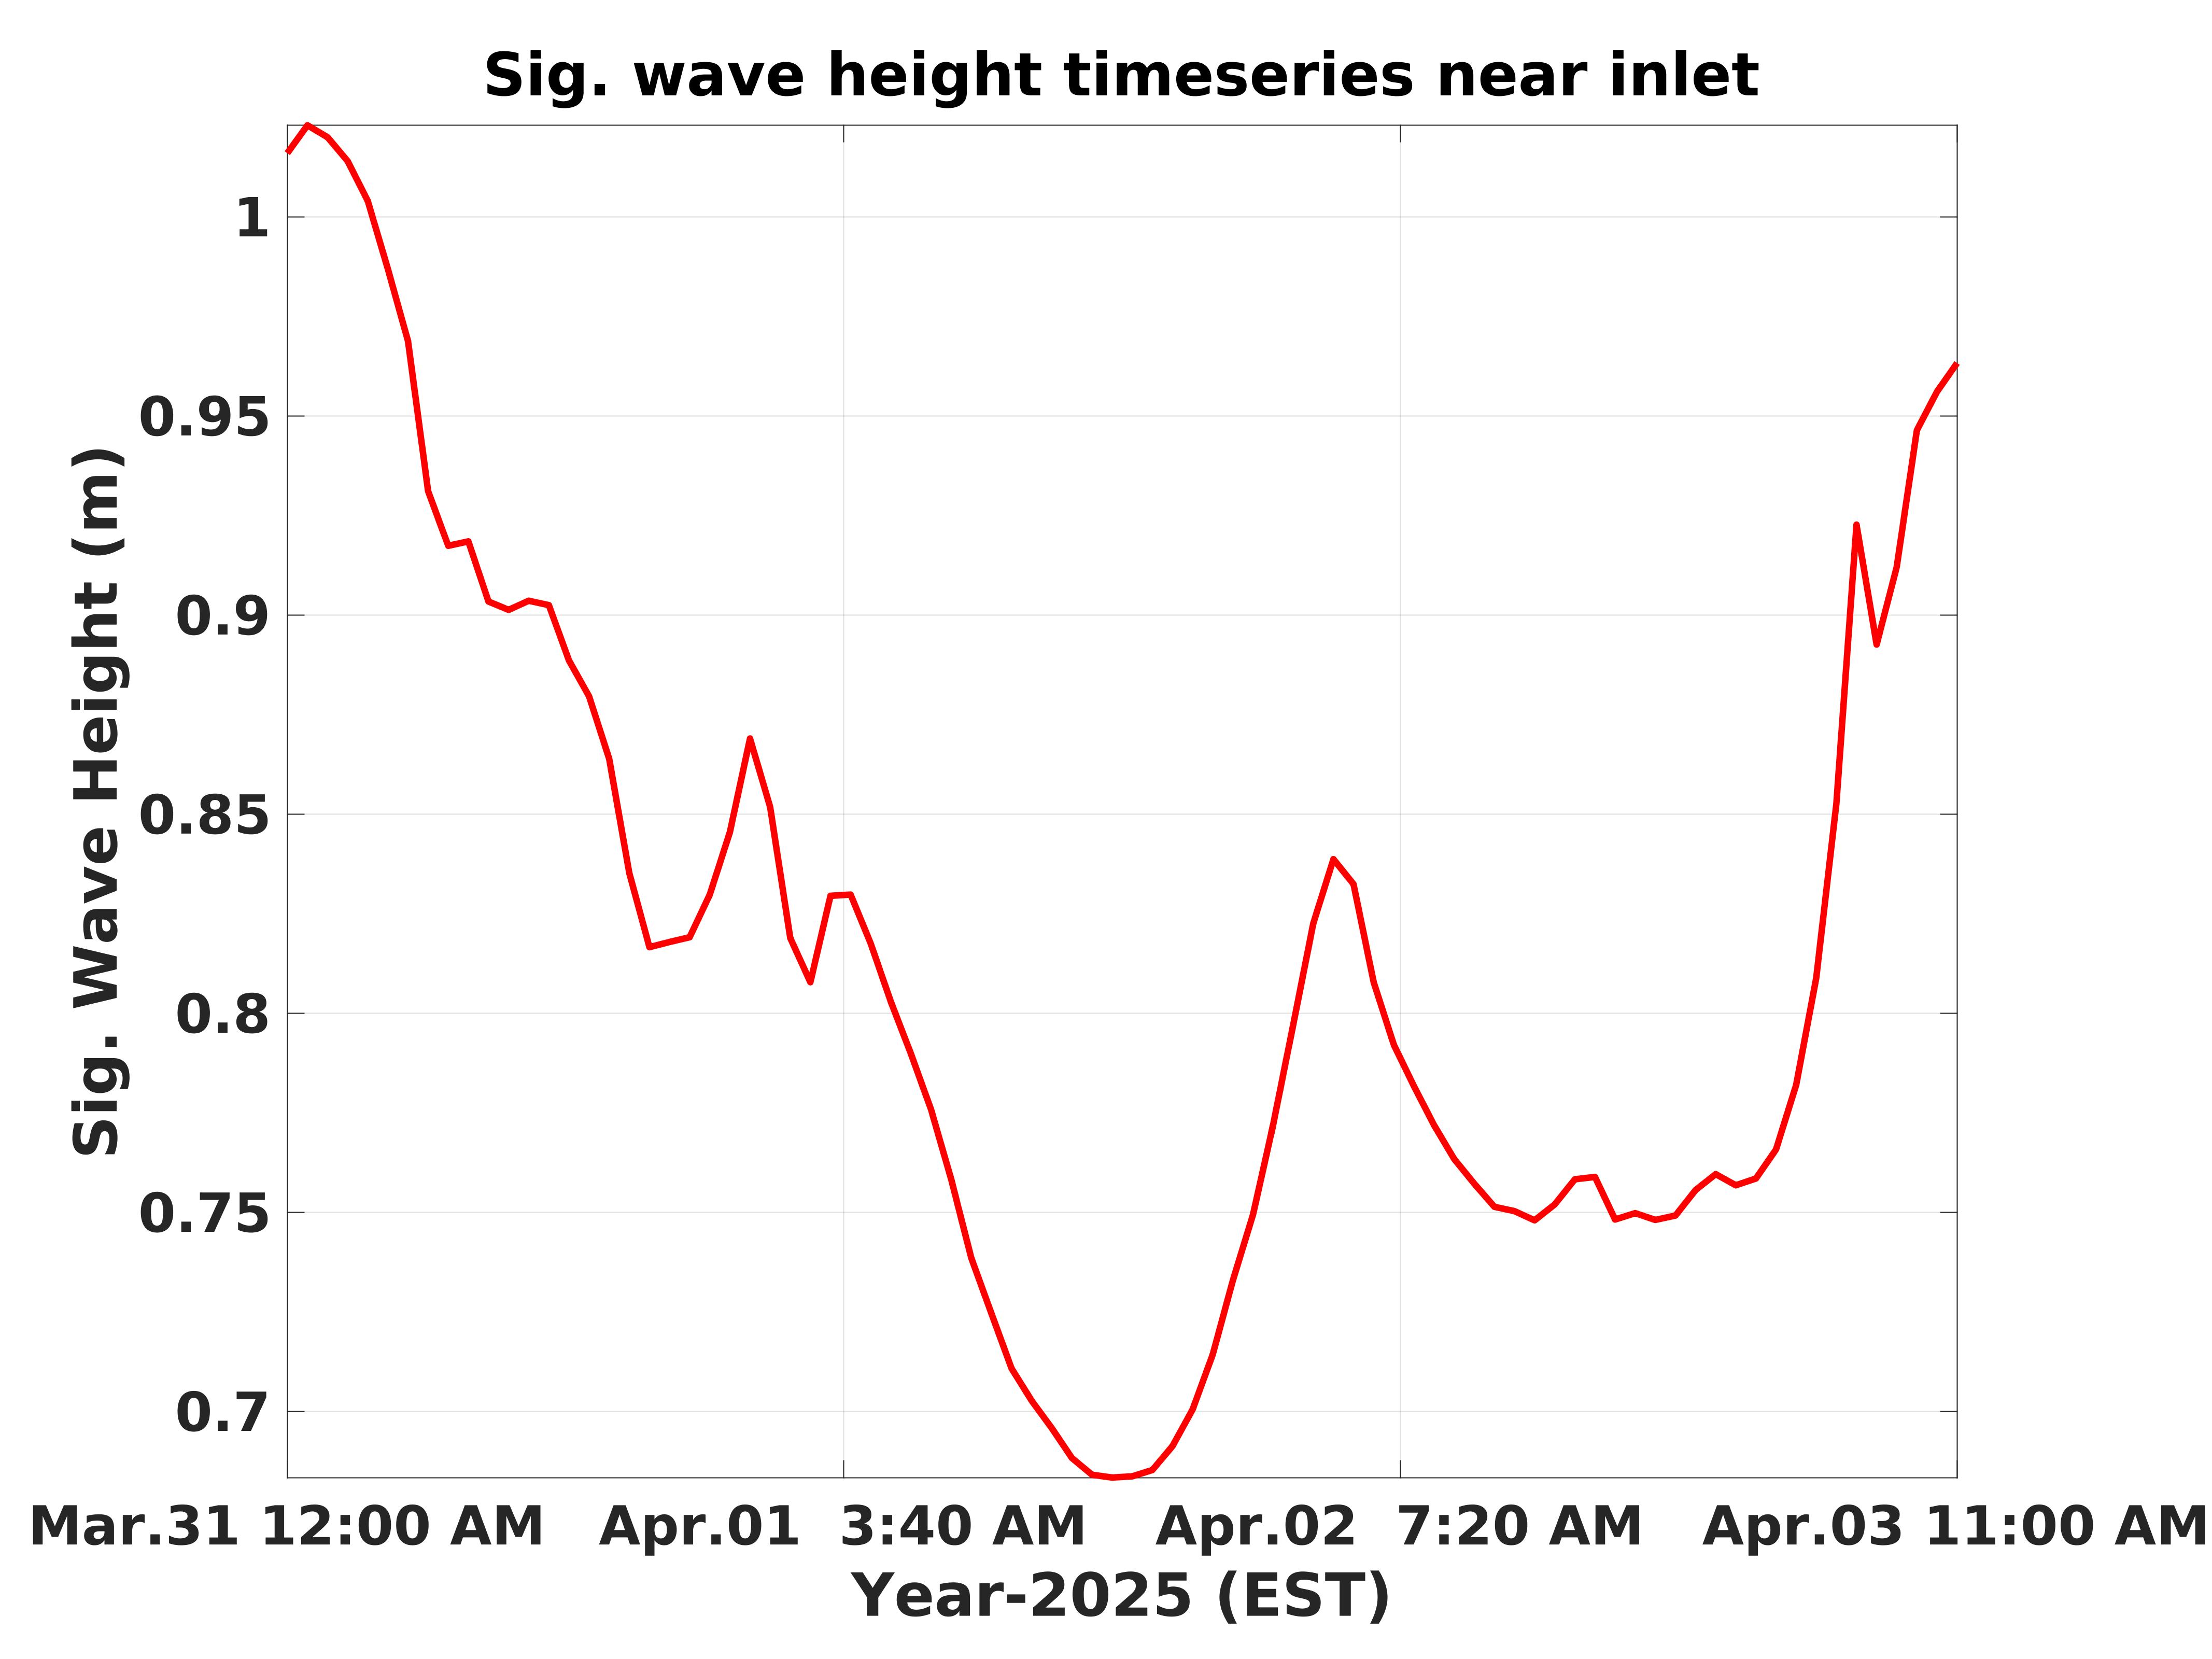 Sig. wave height timeseries near inlet
Sig. Wave Height (m)
1
0.95
0.9
0.85
0.8
0.75
0.7
Mar.31 12:00 AM Apr.01 3:40 AM Apr.02 7:20 AM Apr.03 11:00 AM
Year-2025 (EST)